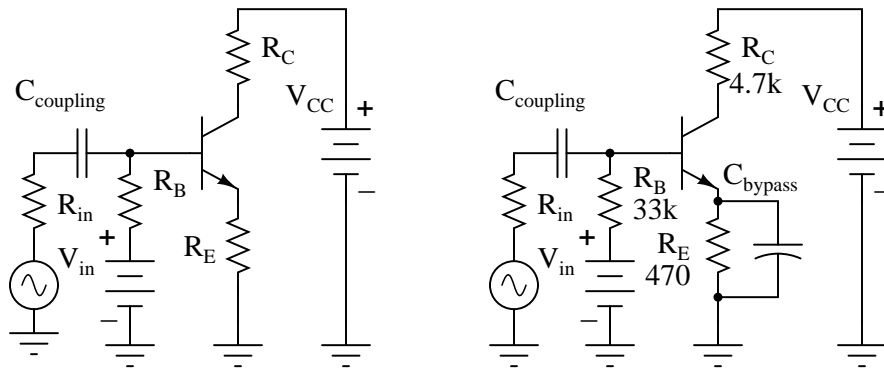 R_C
C_coupling
V_CC
+
R_B
R_in
R_E
V_in
+
−
−
R_C
4.7k
C_coupling
V_CC
+
C_bypass
R_B
33k
R_in
R_E
470
V_in
+
−
−